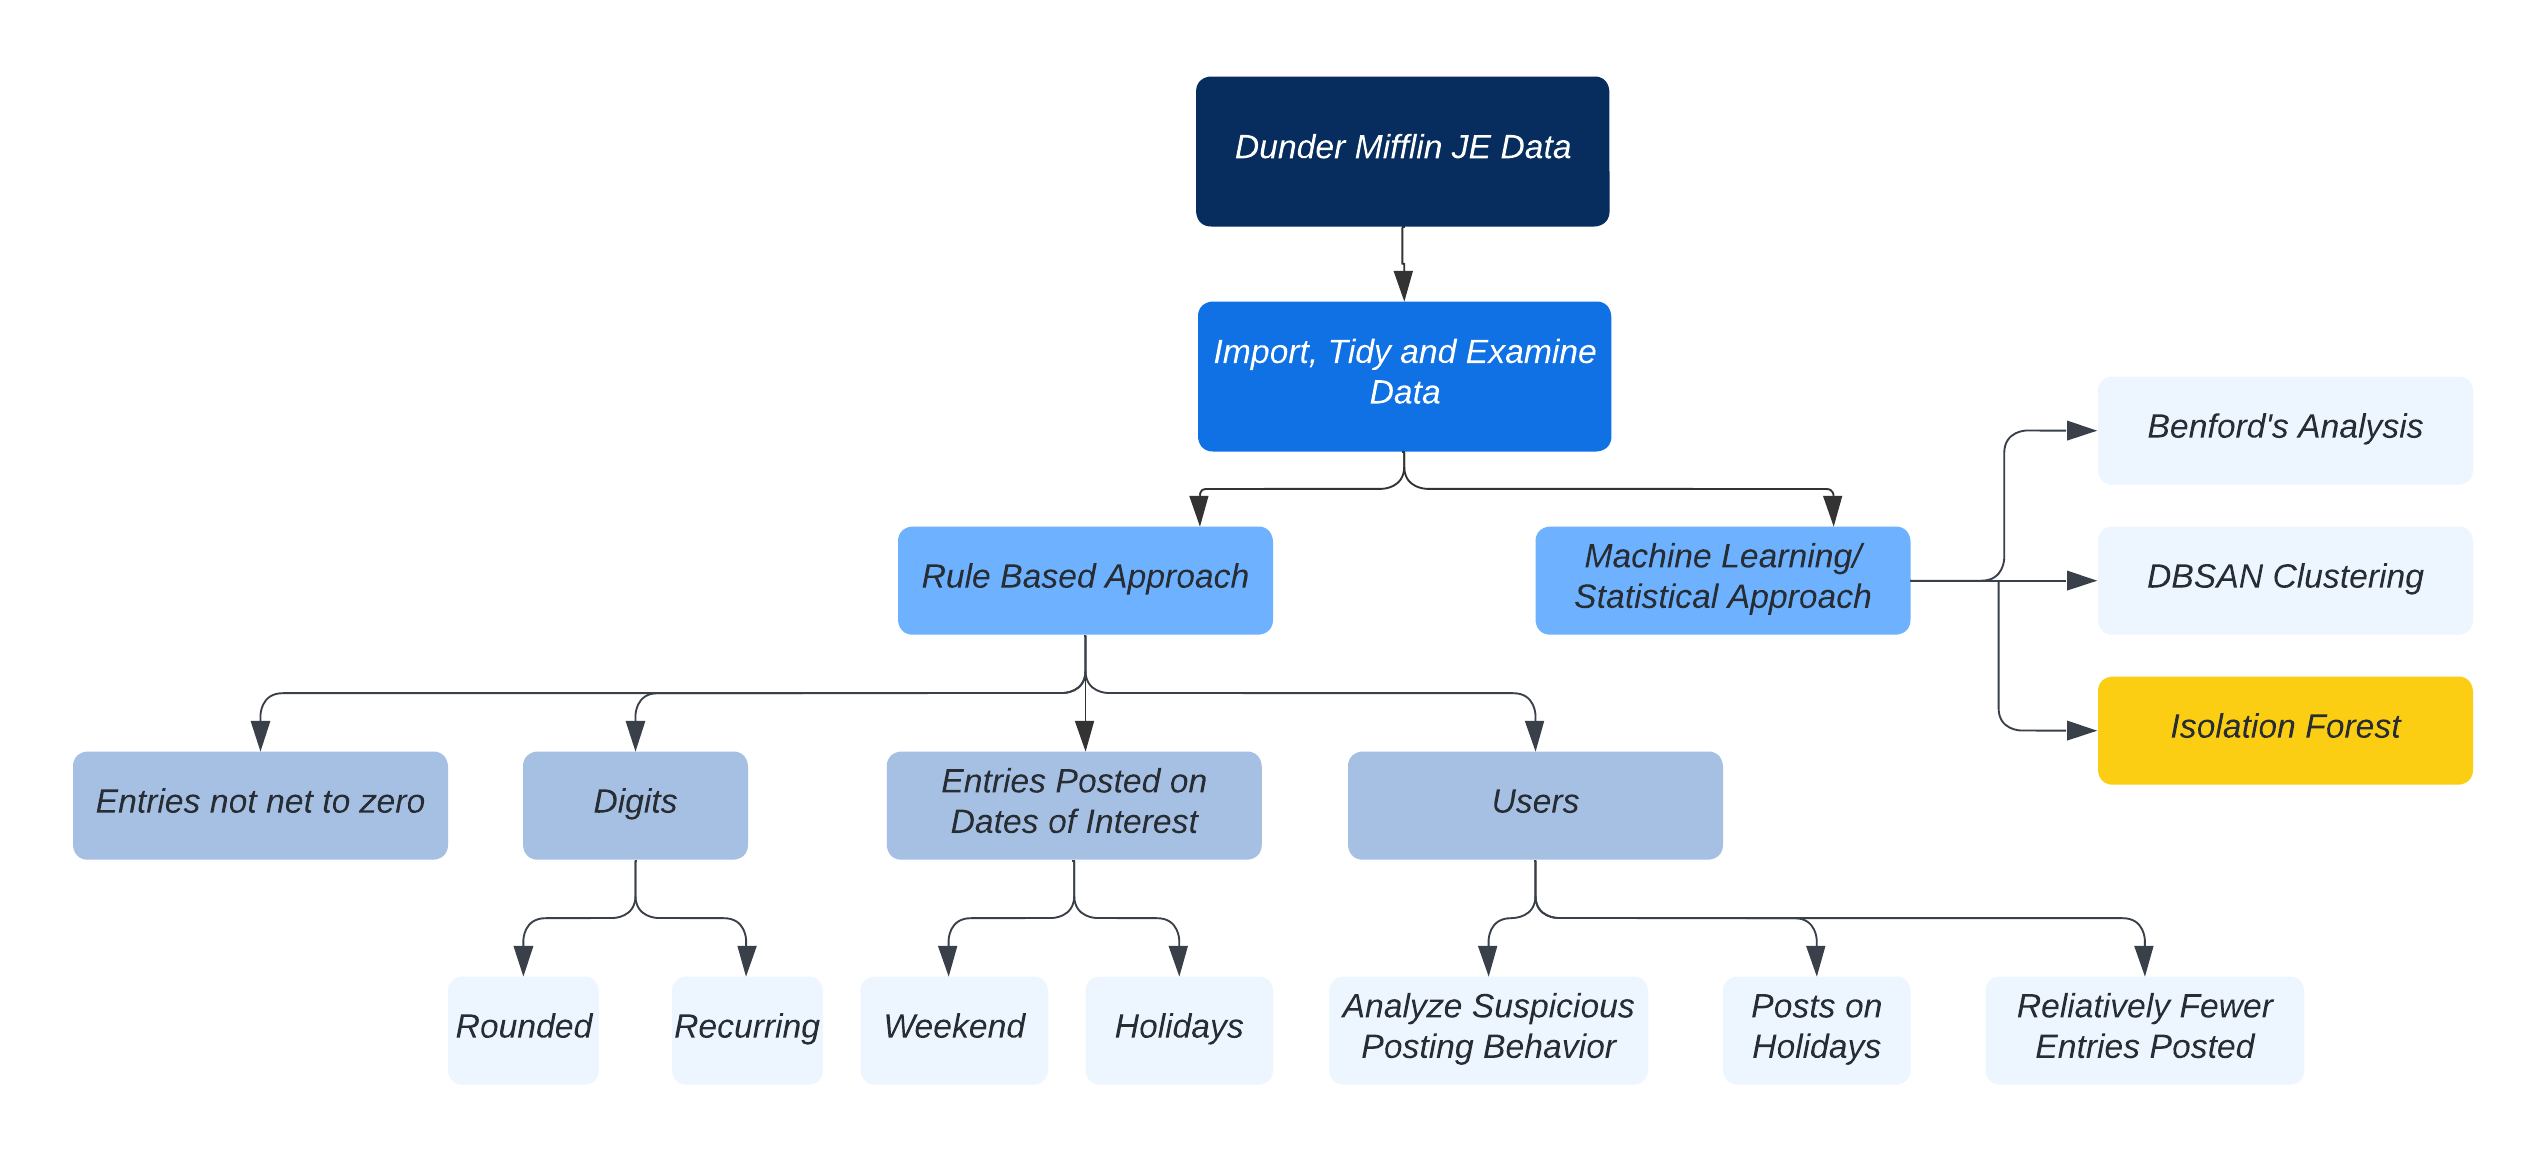 Dunder Mifflin JE Data
Import, Tidy and Examine
Data
Benford's Analysis
Rule Based Approach
Machine Learning/
Statistical Approach
DBSAN Clustering
Isolation Forest
Entries not net to zero
Digits
Entries Posted on
Dates of Interest
Users
Rounded
Recurring
Weekend
Holidays
Analyze Suspicious
Posting Behavior
Posts on
Holidays
Reliatively Fewer
Entries Posted